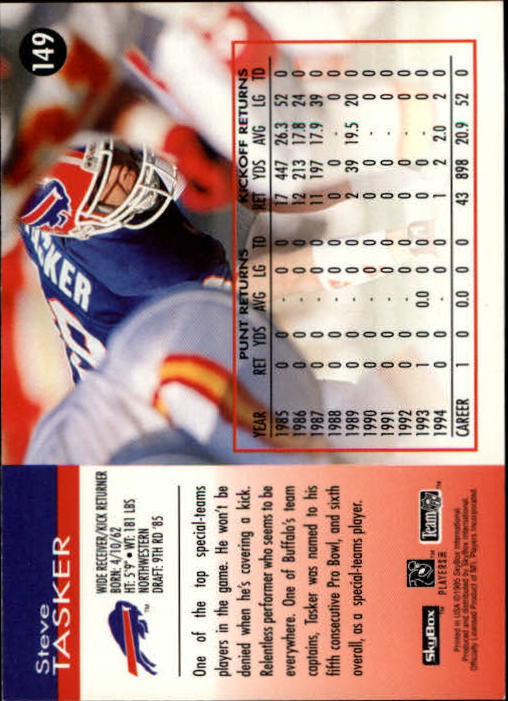 149
TASKER
Steve
TASKER
WIDE RECEIVER/KICK RETURNER
BORN: 4/10/62
HT: 5'9" • WT: 181 LBS
NORTHWESTERN
DRAFT: 9TH RD '85
One of the top special-teams
players in the game. He won't be
denied when he's covering a kick.
Relentless performer who seems to be
everywhere. One of Buffalo's team
captains, Tasker was named to his
fifth consecutive Pro Bowl, and sixth
overall, as a special-teams player.
PUNT RETURNS KICKOFF RETURNS
YEAR RET YDS AVG LG TD RET YDS AVG LG TD
1985 0 0 - 0 0 17 447 26.3 52 0
1986 0 0 - 0 0 12 213 17.8 24 0
1987 0 0 - 0 0 11 197 17.9 39 0
1988 0 0 - 0 0 0 0 - 0 0
1989 0 0 - 0 0 2 39 19.5 20 0
1990 0 0 - 0 0 0 0 - 0 0
1991 0 0 - 0 0 0 0 - 0 0
1992 0 0 - 0 0 0 0 - 0 0
1993 1 0 0.0 0 0 0 0 - 0 0
1994 0 0 - 0 0 1 2 2.0 2 0
CAREER 1 0 0.0 0 0 43 898 20.9 52 0
SkyBox™
PLAYERS INC
Team NFL™
Printed in USA ©1995 SkyBox International.
Produced and distributed by SkyBox International.
Officially Licensed Product of NFL Players Incorporated.